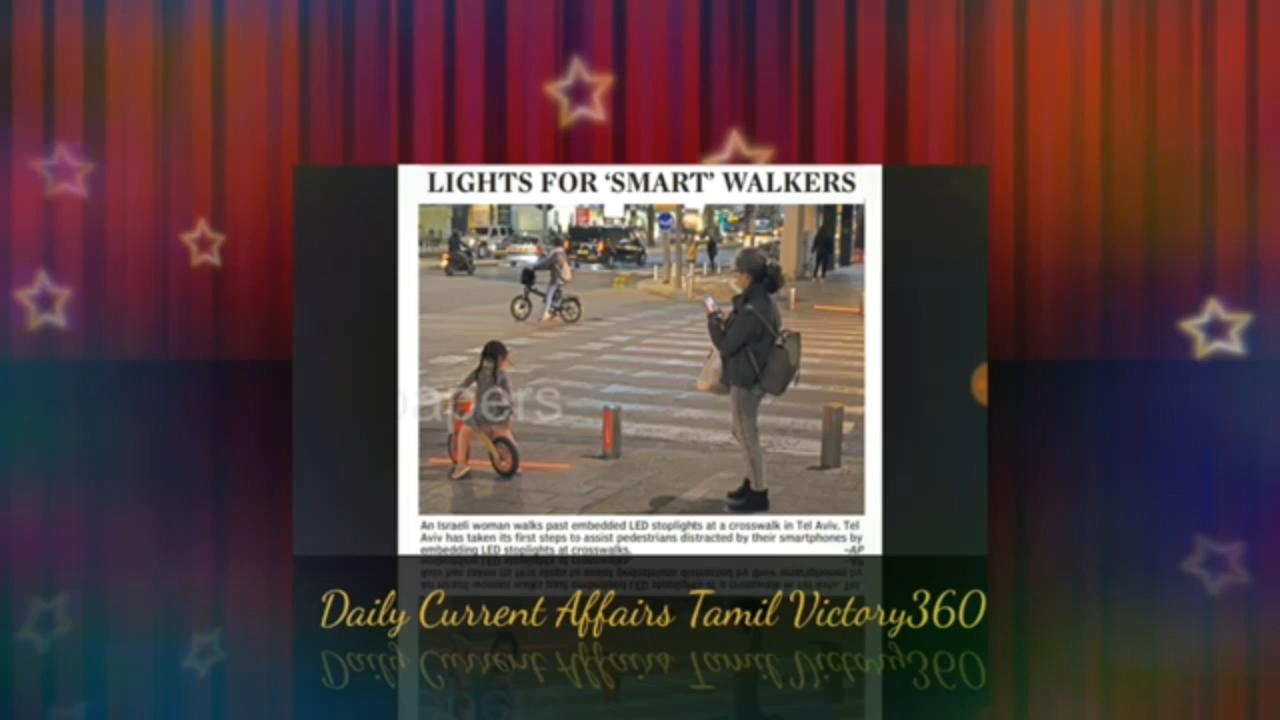 LIGHTS FOR ‘SMART’ WALKERS
apers
An Israeli woman walks past embedded LED stoplights at a crosswalk in Tel Aviv. Tel
Aviv has taken its first steps to assist pedestrians distracted by their smartphones by
embedding LED stoplights at crosswalks. –AP
Daily Current Affairs Tamil Victory360